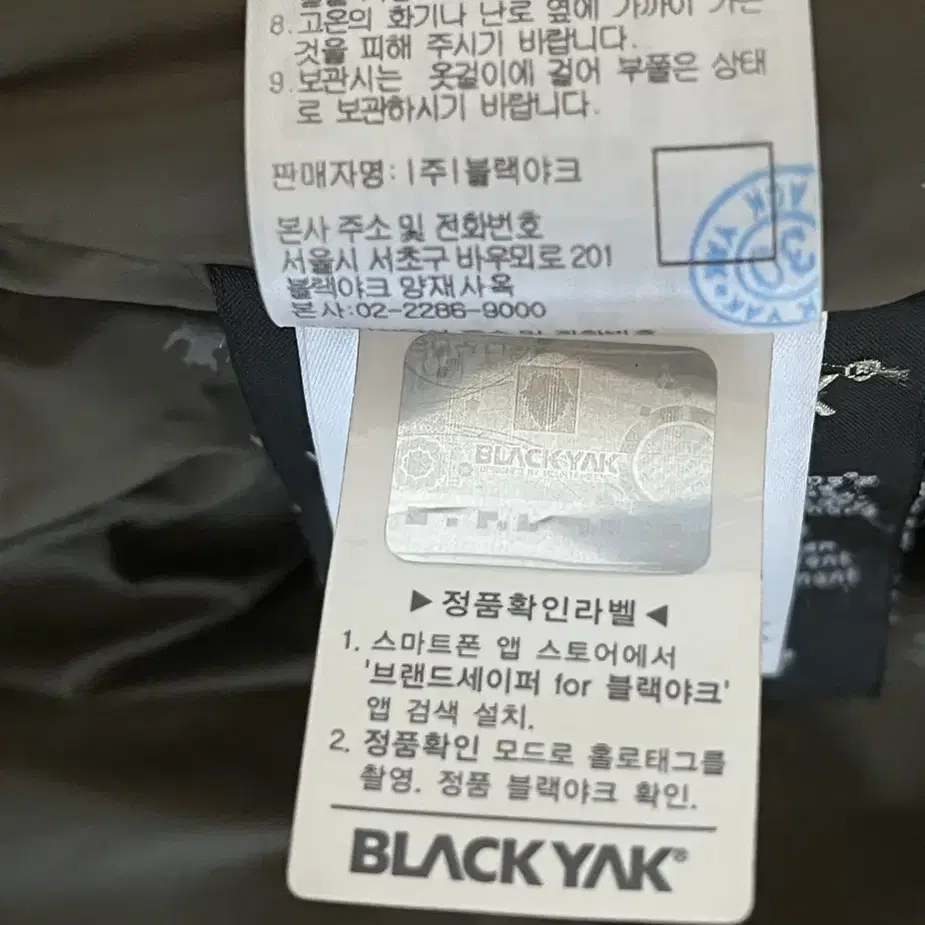 8. 고온의 화기나 난로 옆에 가까이 가는
것을 피해 주시기 바랍니다.
9. 보관시는 옷걸이에 걸어 부풀은 상태
로 보관하시기 바랍니다.
판매자명: (주)블랙야크
본사 주소 및 전화번호
서울시 서초구 바우뫼로 201
블랙야크 양재사옥
본사:02-2286-9000
BLACKYAK
▶ 정품확인라벨 ◀
1. 스마트폰 앱 스토어에서
'브랜드세이퍼 for 블랙야크'
앱 검색 설치.
2. 정품확인 모드로 홀로태그를
촬영. 정품 블랙야크 확인.
BLACKYAK®